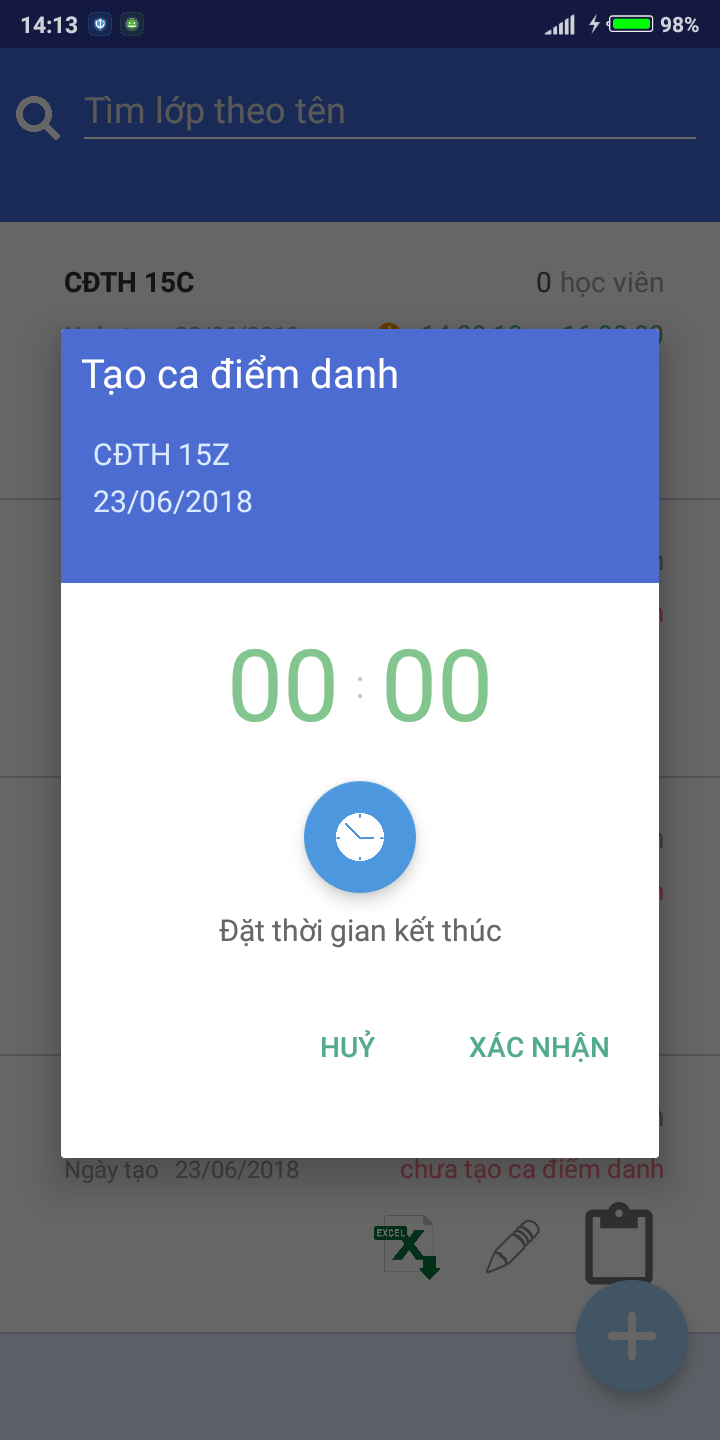 14:13
98%
Tìm lớp theo tên
CĐTH 15C
0 học viên
Tạo ca điểm danh
CĐTH 15Z
23/06/2018
00 : 00
Đặt thời gian kết thúc
HUỶ
XÁC NHẬN
Ngày tạo 23/06/2018
chưa tạo ca điểm danh
EXCEL